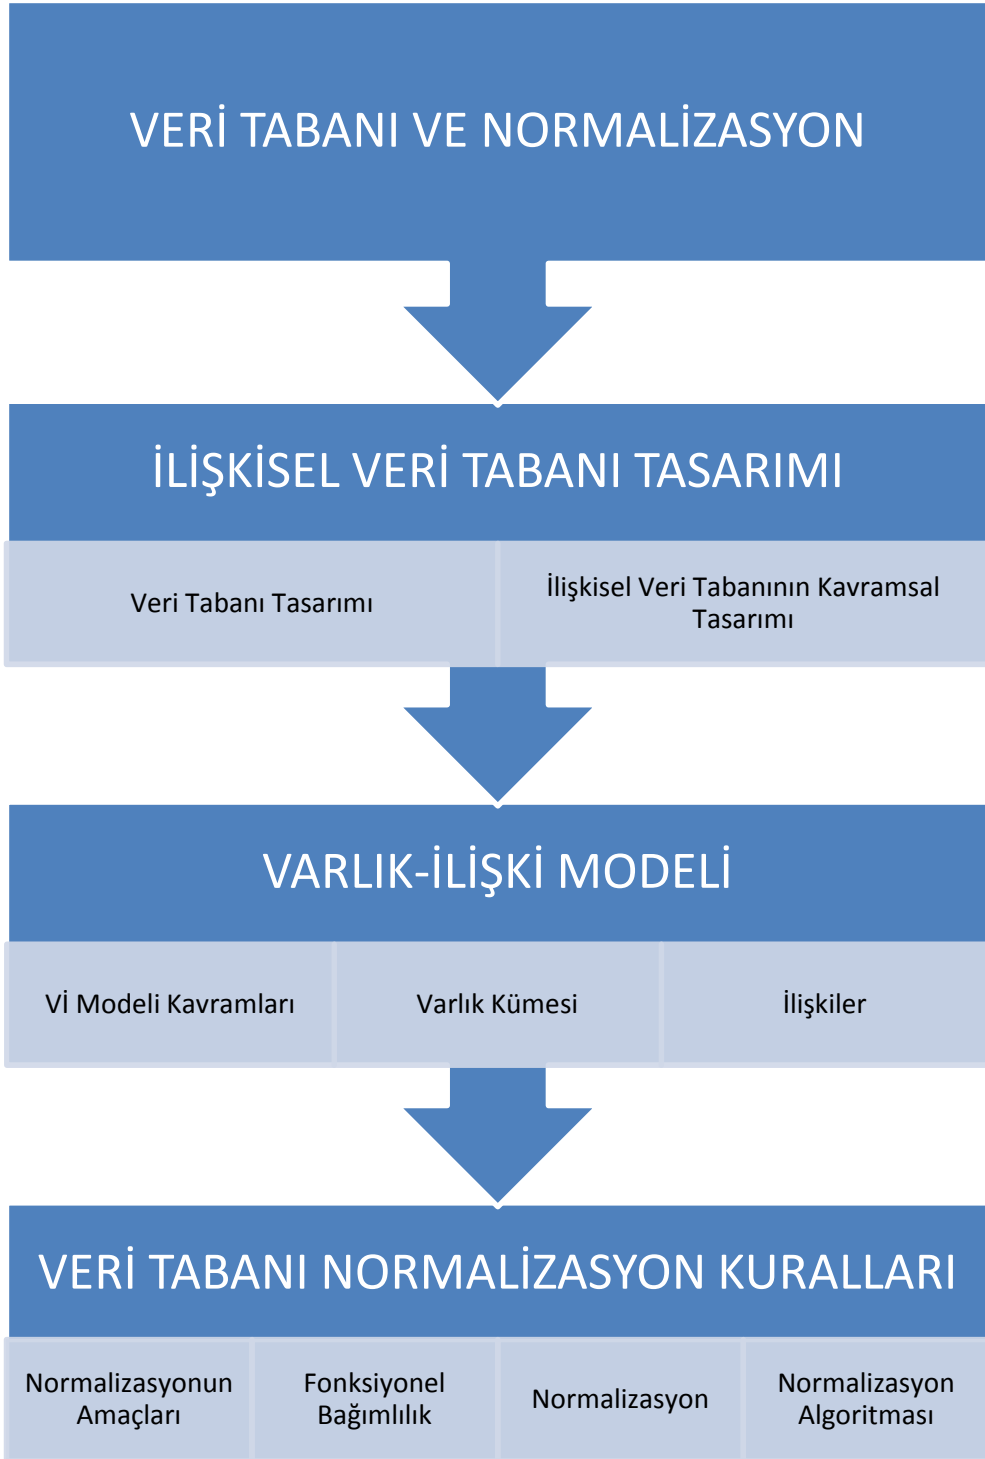 VERİ TABANI VE NORMALİZASYON
İLİŞKİSEL VERİ TABANI TASARIMI
Veri Tabanı Tasarımı
İlişkisel Veri Tabanının Kavramsal
Tasarımı
VARLIK-İLİŞKİ MODELİ
Vİ Modeli Kavramları
Varlık Kümesi
İlişkiler
VERİ TABANI NORMALİZASYON KURALLARI
Normalizasyonun
Amaçları
Fonksiyonel
Bağımlılık
Normalizasyon
Normalizasyon
Algoritması